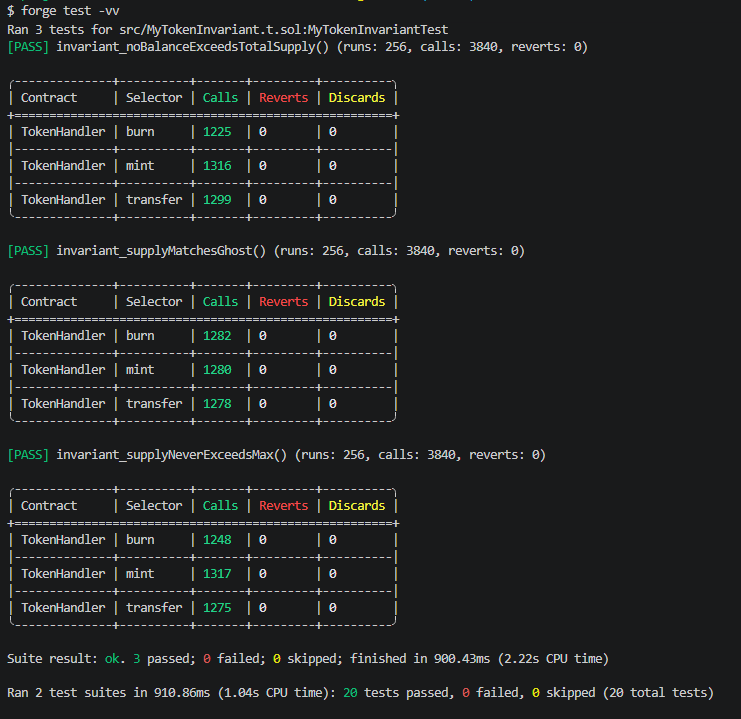 $ forge test -vv
Ran 3 tests for src/MyTokenInvariant.t.sol:MyTokenInvariantTest
[PASS] invariant_noBalanceExceedsTotalSupply() (runs: 256, calls: 3840, reverts: 0)
| Contract | Selector | Calls | Reverts | Discards |
| TokenHandler | burn | 1225 | 0 | 0 |
| TokenHandler | mint | 1316 | 0 | 0 |
| TokenHandler | transfer | 1299 | 0 | 0 |
[PASS] invariant_supplyMatchesGhost() (runs: 256, calls: 3840, reverts: 0)
| Contract | Selector | Calls | Reverts | Discards |
| TokenHandler | burn | 1282 | 0 | 0 |
| TokenHandler | mint | 1280 | 0 | 0 |
| TokenHandler | transfer | 1278 | 0 | 0 |
[PASS] invariant_supplyNeverExceedsMax() (runs: 256, calls: 3840, reverts: 0)
| Contract | Selector | Calls | Reverts | Discards |
| TokenHandler | burn | 1248 | 0 | 0 |
| TokenHandler | mint | 1317 | 0 | 0 |
| TokenHandler | transfer | 1275 | 0 | 0 |
Suite result: ok. 3 passed; 0 failed; 0 skipped; finished in 900.43ms (2.22s CPU time)
Ran 2 test suites in 910.86ms (1.04s CPU time): 20 tests passed, 0 failed, 0 skipped (20 total tests)